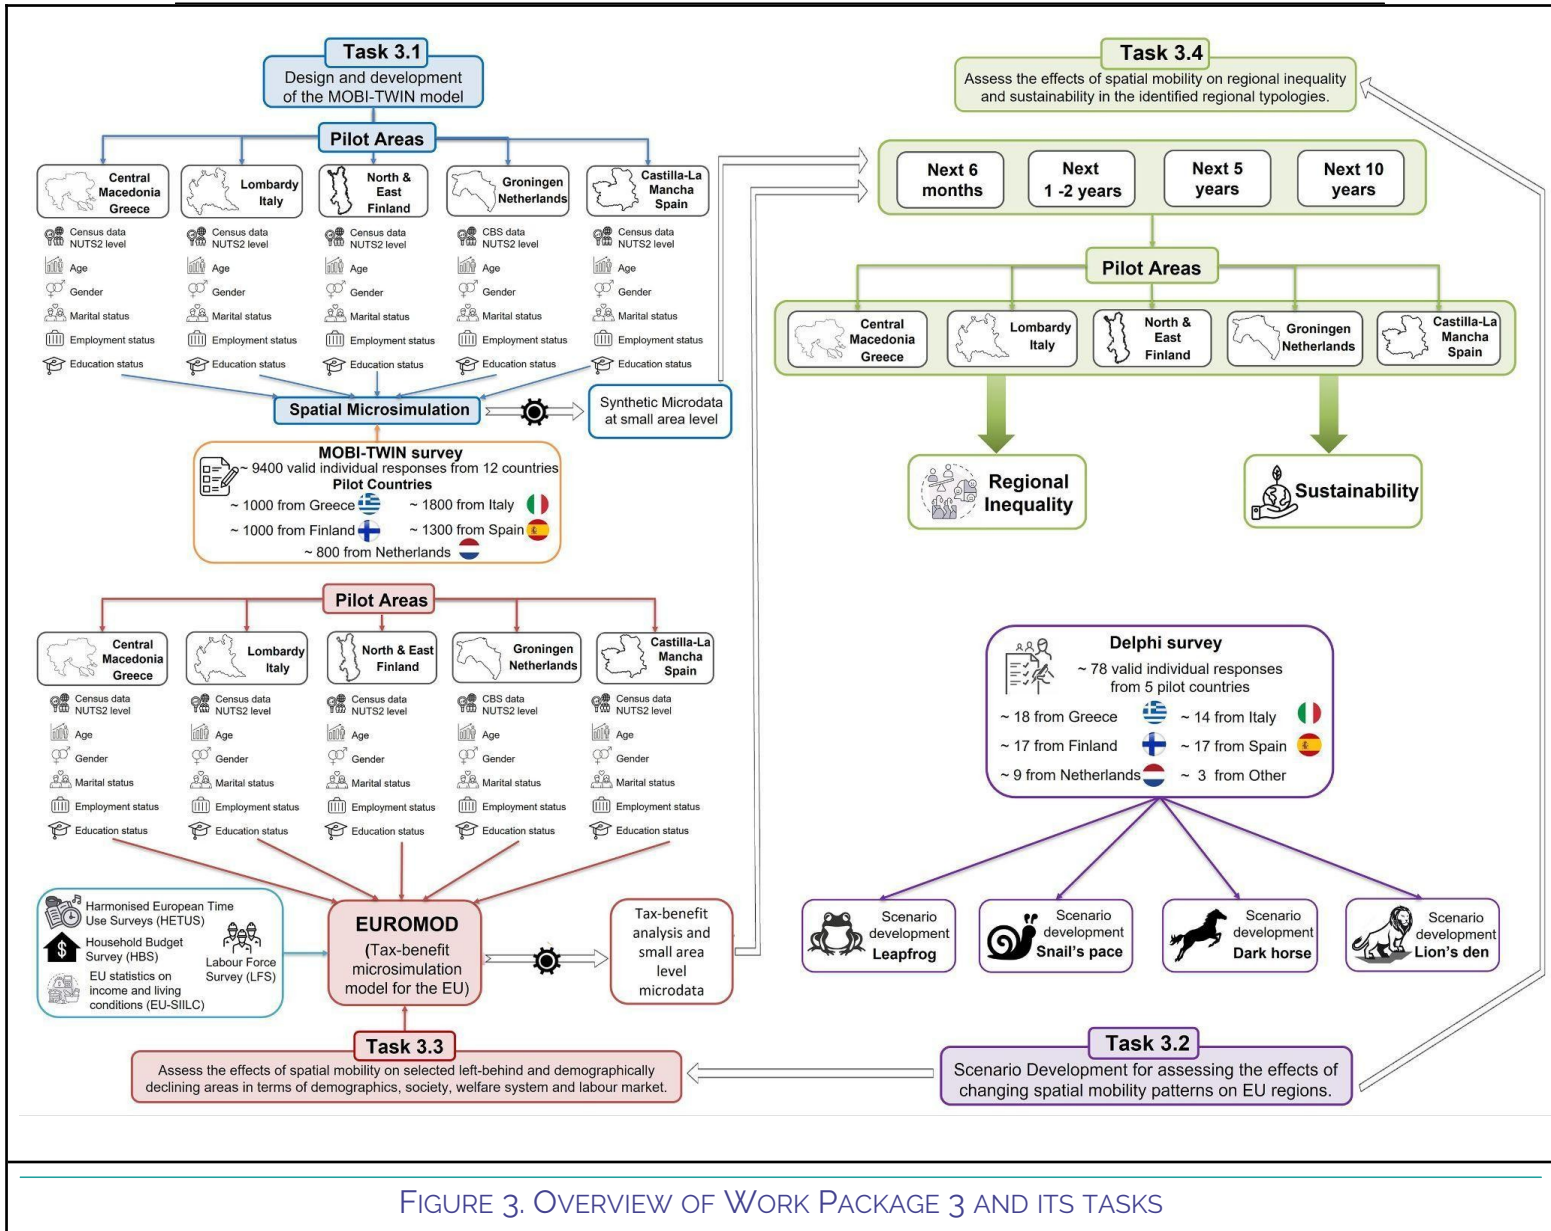 Task 3.1
Design and development
of the MOBI-TWIN model
Pilot Areas
Central
Macedonia
Greece
Lombardy
Italy
North &
East
Finland
Groningen
Netherlands
Castilla-La
Mancha
Spain
Census data
NUTS2 level
Age
Gender
Marital status
Employment status
Education status
Census data
NUTS2 level
Age
Gender
Marital status
Employment status
Education status
Census data
NUTS2 level
Age
Gender
Marital status
Employment status
Education status
CBS data
NUTS2 level
Age
Gender
Marital status
Employment status
Education status
Census data
NUTS2 level
Age
Gender
Marital status
Employment status
Education status
Spatial Microsimulation
Synthetic Microdata
at small area level
MOBI-TWIN survey
~ 9400 valid individual responses from 12 countries
Pilot Countries
~ 1000 from Greece
~ 1800 from Italy
~ 1000 from Finland
~ 1300 from Spain
~ 800 from Netherlands
Pilot Areas
Central
Macedonia
Greece
Lombardy
Italy
North & East
Finland
Groningen
Netherlands
Castilla-La
Mancha
Spain
Census data
NUTS2 level
Age
Gender
Marital status
Employment status
Education status
Census data
NUTS2 level
Age
Gender
Marital status
Employment status
Education status
Census data
NUTS2 level
Age
Gender
Marital status
Employment status
Education status
CBS data
NUTS2 level
Age
Gender
Marital status
Employment status
Education status
Census data
NUTS2 level
Age
Gender
Marital status
Employment status
Education status
Harmonised European Time
Use Surveys (HETUS)
Household Budget
Survey (HBS)
Labour Force
Survey (LFS)
EU statistics on
income and living
conditions (EU-SIILC)
EUROMOD
(Tax-benefit
microsimulation
model for the EU)
Tax-benefit
analysis and
small area
level
microdata
Task 3.3
Assess the effects of spatial mobility on selected left-behind and demographically
declining areas in terms of demographics, society, welfare system and labour market.
Task 3.4
Assess the effects of spatial mobility on regional inequality
and sustainability in the identified regional typologies.
Next 6
months
Next
1 -2 years
Next 5
years
Next 10
years
Pilot Areas
Central
Macedonia
Greece
Lombardy
Italy
North &
East
Finland
Groningen
Netherlands
Castilla-La
Mancha
Spain
Regional
Inequality
Sustainability
Delphi survey
~ 78 valid individual responses
from 5 pilot countries
~ 18 from Greece
~ 14 from Italy
~ 17 from Finland
~ 17 from Spain
~ 9 from Netherlands
~ 3 from Other
Scenario
development
Leapfrog
Scenario
development
Snail's pace
Scenario
development
Dark horse
Scenario
development
Lion's den
Task 3.2
Scenario Development for assessing the effects of
changing spatial mobility patterns on EU regions.
FIGURE 3. OVERVIEW OF WORK PACKAGE 3 AND ITS TASKS